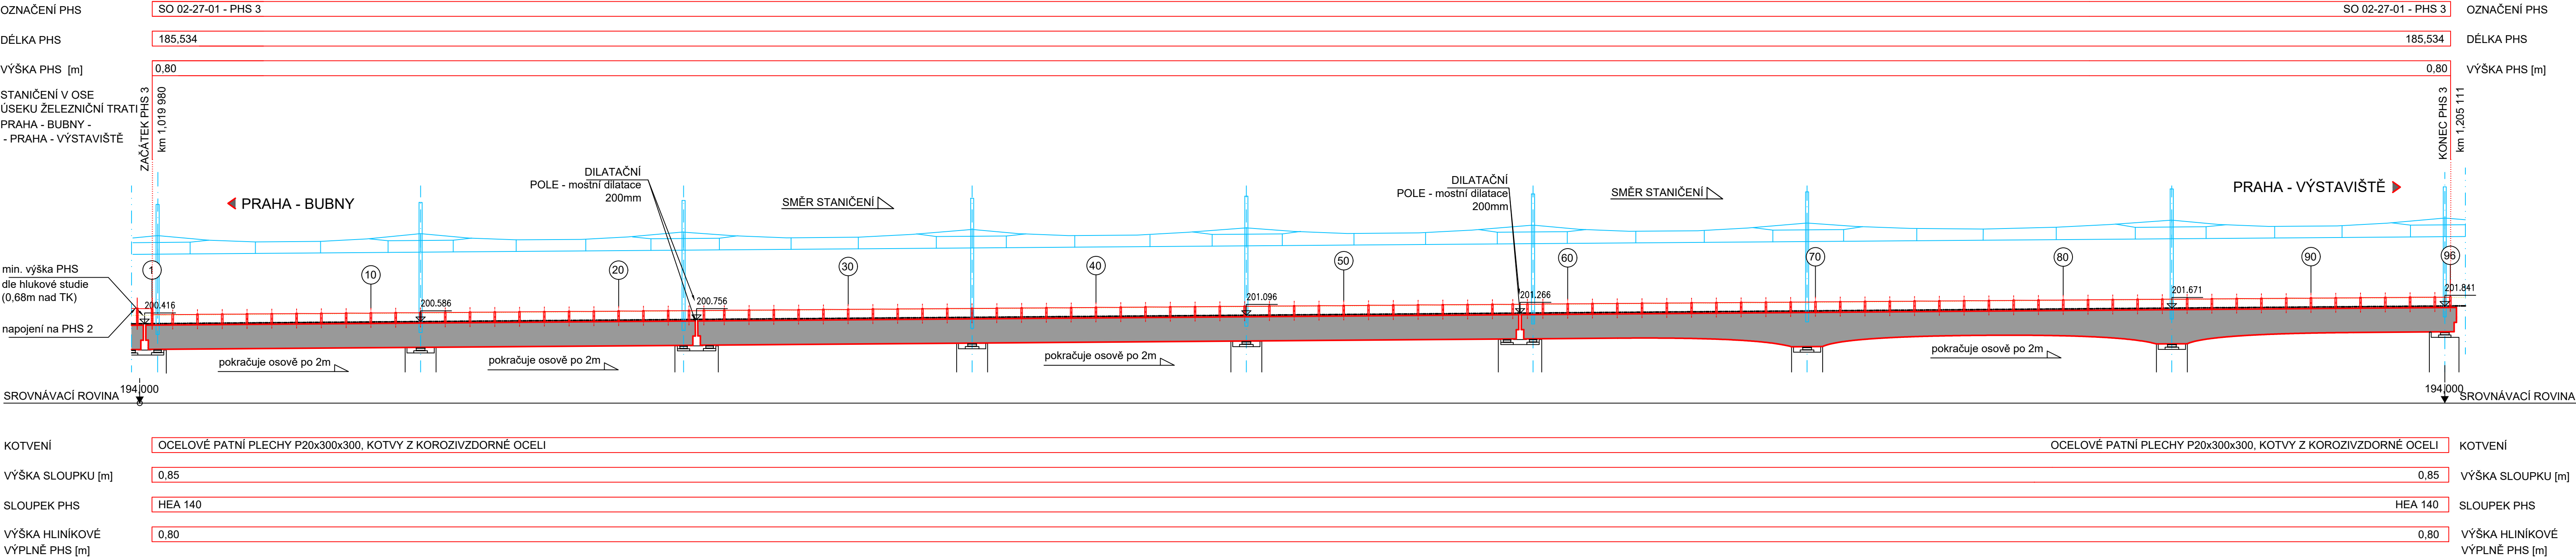 OZNAČENÍ PHS
SO 02-27-01 - PHS 3
SO 02-27-01 - PHS 3
OZNAČENÍ PHS
DÉLKA PHS
185,534
185,534
DÉLKA PHS
VÝŠKA PHS [m]
0,80
0,80
VÝŠKA PHS [m]
STANIČENÍ V OSE
ÚSEKU ŽELEZNIČNÍ TRATI
PRAHA - BUBNY -
- PRAHA - VÝSTAVIŠTĚ
ZAČÁTEK PHS 3
km 1,019 980
KONEC PHS 3
km 1,205 111
PRAHA - BUBNY
DILATAČNÍ
POLE - mostní dilatace
200mm
SMĚR STANIČENÍ
DILATAČNÍ
POLE - mostní dilatace
200mm
SMĚR STANIČENÍ
PRAHA - VÝSTAVIŠTĚ
min. výška PHS
dle hlukové studie
(0,68m nad TK)
napojení na PHS 2
1
10
20
30
40
50
60
70
80
90
96
200.416
200.586
200.756
201.096
201.266
201.671
201.841
pokračuje osově po 2m
pokračuje osově po 2m
pokračuje osově po 2m
pokračuje osově po 2m
194,000
194,000
SROVNÁVACÍ ROVINA
SROVNÁVACÍ ROVINA
KOTVENÍ
OCELOVÉ PATNÍ PLECHY P20x300x300, KOTVY Z KOROZIVZDORNÉ OCELI
OCELOVÉ PATNÍ PLECHY P20x300x300, KOTVY Z KOROZIVZDORNÉ OCELI
KOTVENÍ
VÝŠKA SLOUPKU [m]
0,85
0,85
VÝŠKA SLOUPKU [m]
SLOUPEK PHS
HEA 140
HEA 140
SLOUPEK PHS
VÝŠKA HLINÍKOVÉ
VÝPLNĚ PHS [m]
0,80
0,80
VÝŠKA HLINÍKOVÉ
VÝPLNĚ PHS [m]